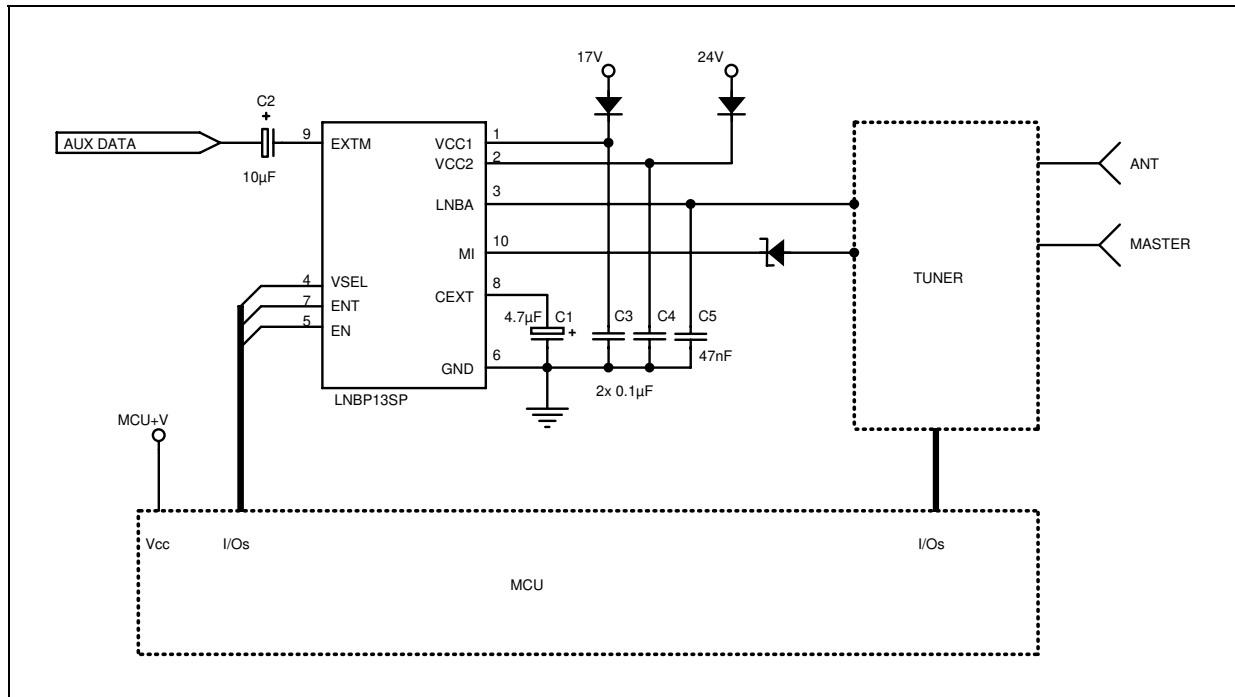 17V
24V
C2
+
AUX DATA
9
EXTM
10µF
VCC1
1
VCC2
2
LNBA
3
MI
10
ANT
MASTER
TUNER
4
VSEL
7
ENT
5
EN
CEXT
8
4.7µF
C1
+
C3
C4
C5
47nF
GND
6
2x 0.1µF
LNBP13SP
MCU+V
Vcc
I/Os
I/Os
MCU